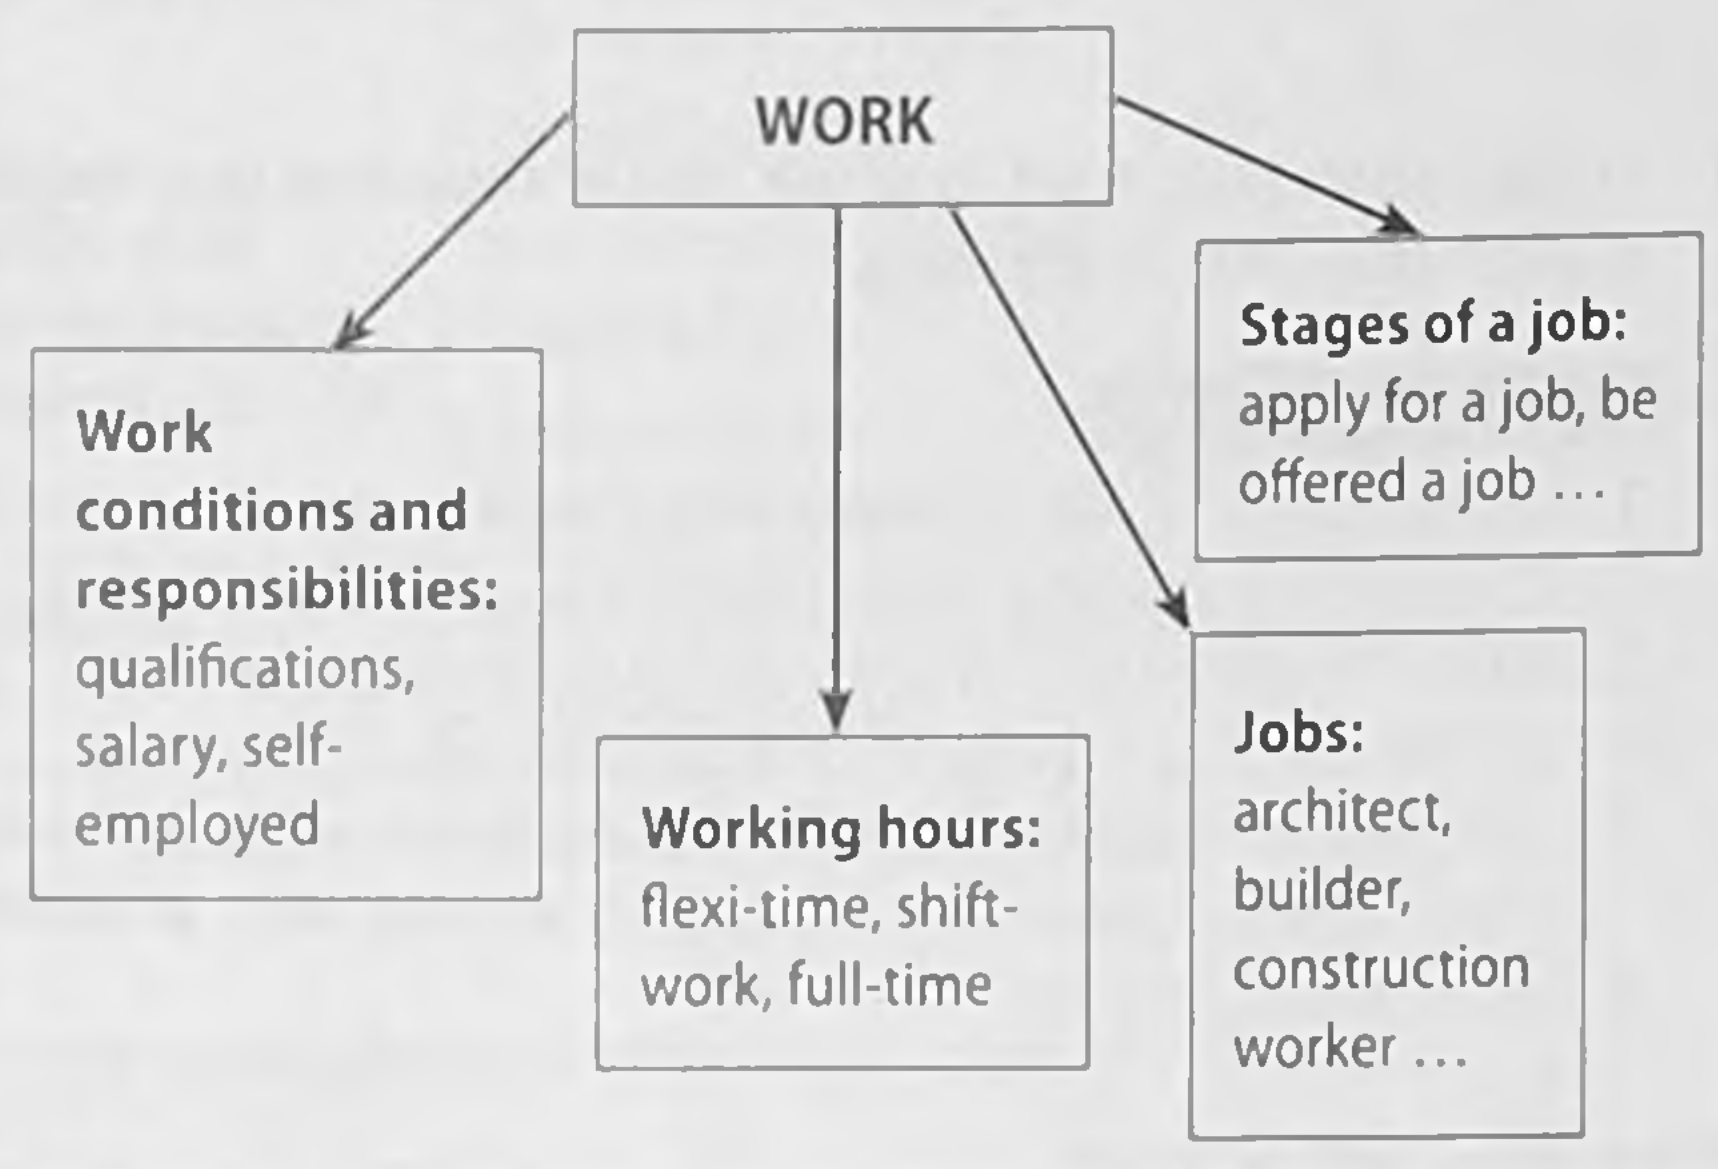 WORK
Work
conditions and
responsibilities:
qualifications,
salary, self-
employed
Working hours:
flexi-time, shift-
work, full-time
Stages of a job:
apply for a job, be
offered a job ...
Jobs:
architect,
builder,
construction
worker ...